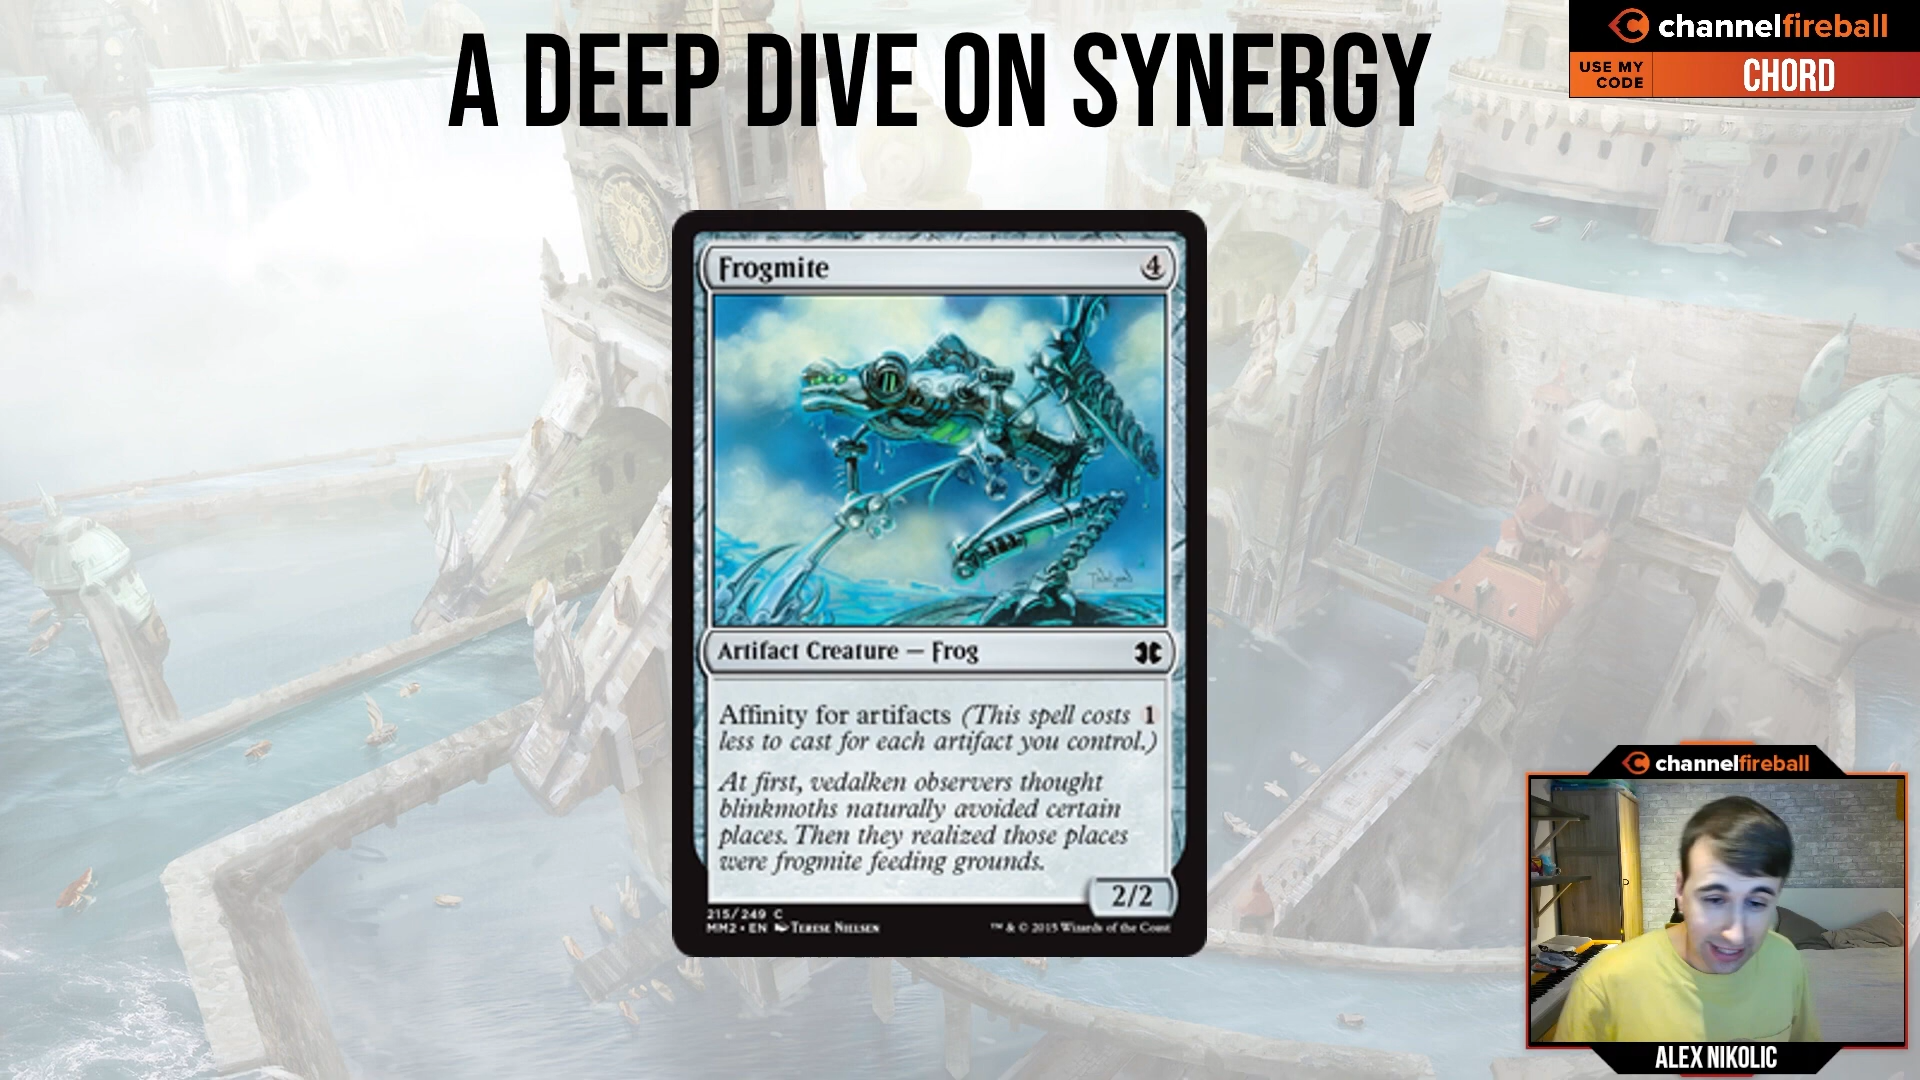 A DEEP DIVE ON SYNERGY
channelfireball
USE MY
CODE
CHORD
Frogmite 4
Artifact Creature — Frog
Affinity for artifacts (This spell costs 1
less to cast for each artifact you control.)
At first, vedalken observers thought
blinkmoths naturally avoided certain
places. Then they realized those places
were frogmite feeding grounds.
2/2
215/249 C
MM2 • EN Terese Nielsen
™ & © 2015 Wizards of the Coast
channelfireball
ALEX NIKOLIC